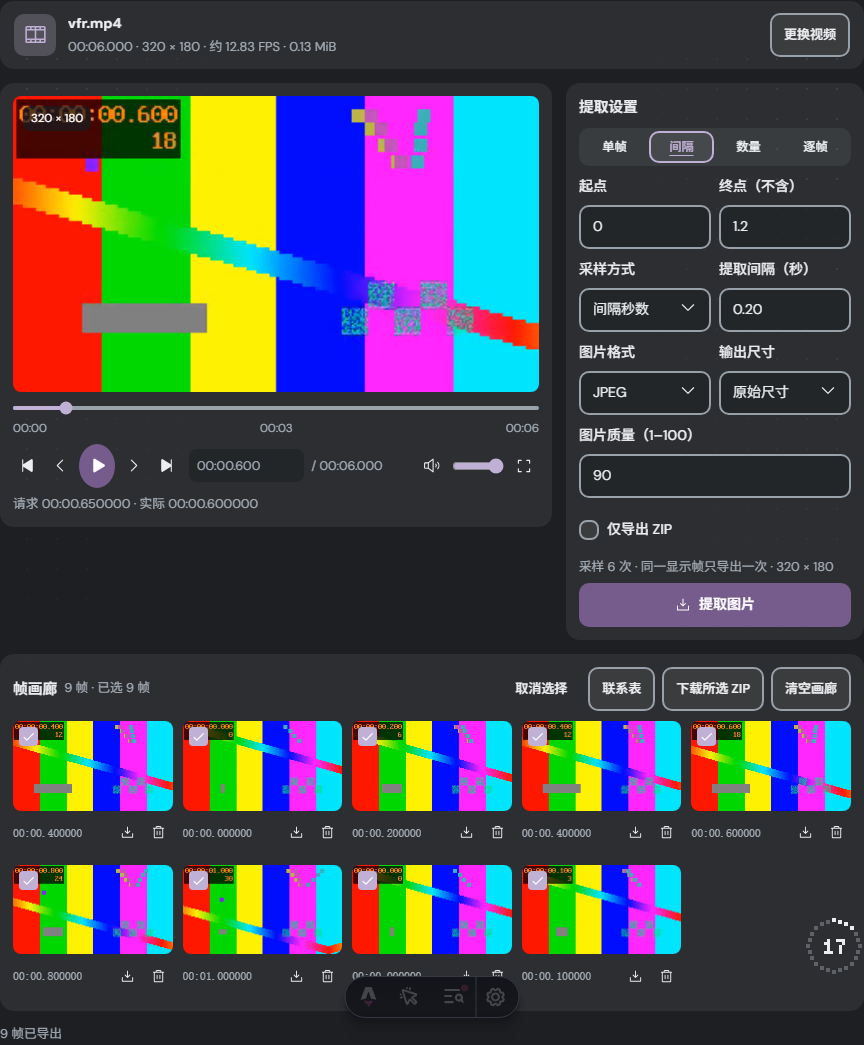 vfr.mp4
00:06.000 · 320 × 180 · 约 12.83 FPS · 0.13 MiB
更换视频
320 × 180
:00.600
18
00:00
00:03
00:06
00:00.600
/ 00:06.000
请求 00:00.650000 · 实际 00:00.600000
提取设置
单帧
间隔
数量
逐帧
起点
终点（不含）
0
1.2
采样方式
提取间隔（秒）
间隔秒数
0.20
图片格式
输出尺寸
JPEG
原始尺寸
图片质量（1–100）
90
仅导出 ZIP
采样 6 次 · 同一显示帧只导出一次 · 320 × 180
提取图片
帧画廊
9 帧 · 已选 9 帧
取消选择
联系表
下载所选 ZIP
清空画廊
12
0
6
12
18
00:00.400000
00:00.000000
00:00.200000
00:00.400000
00:00.600000
24
30
0
3
00:00.800000
00:01.000000
00:00.000000
00:00.100000
17
9 帧已导出